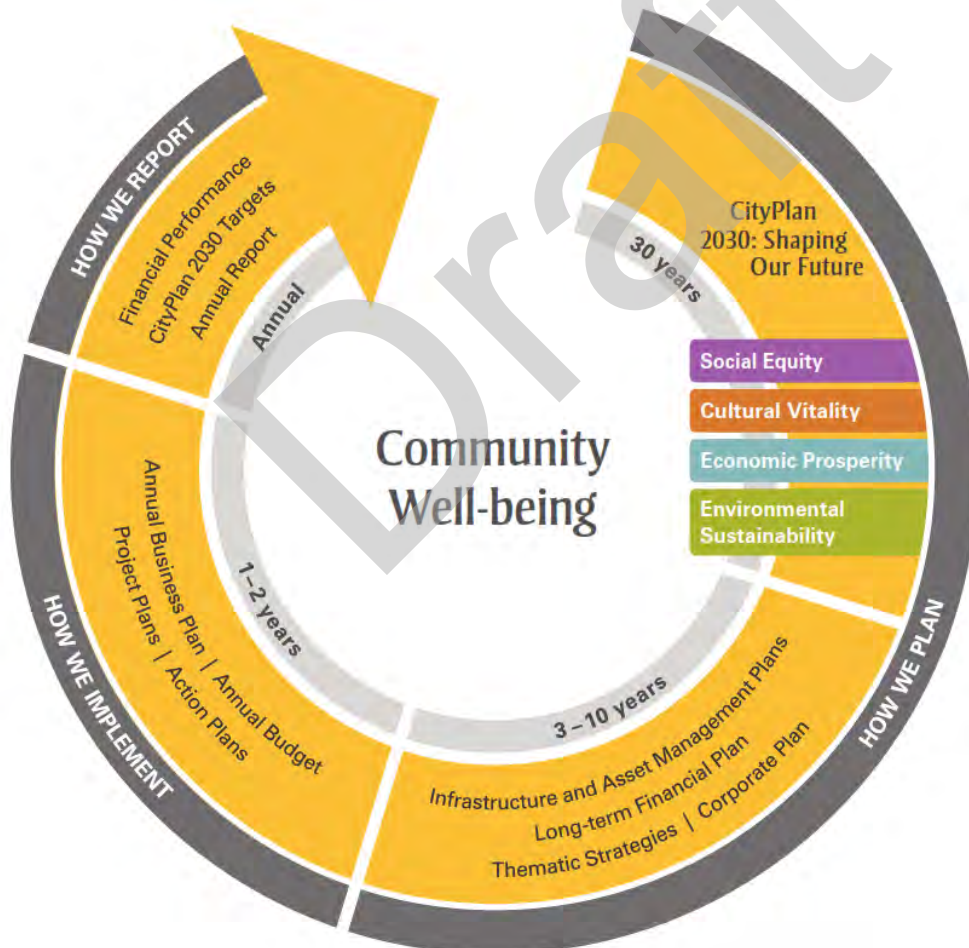 Draft
HOW WE PLAN
30 years
CityPlan
2030: Shaping
Our Future
Social Equity
Cultural Vitality
Economic Prosperity
Environmental
Sustainability
3–10 years
Infrastructure and Asset Management Plans
Long-term Financial Plan
Thematic Strategies | Corporate Plan
HOW WE IMPLEMENT
1–2 years
Annual Business Plan | Annual Budget
Project Plans | Action Plans
HOW WE REPORT
Annual
Financial Performance
CityPlan 2030 Targets
Annual Report
Community
Well-being